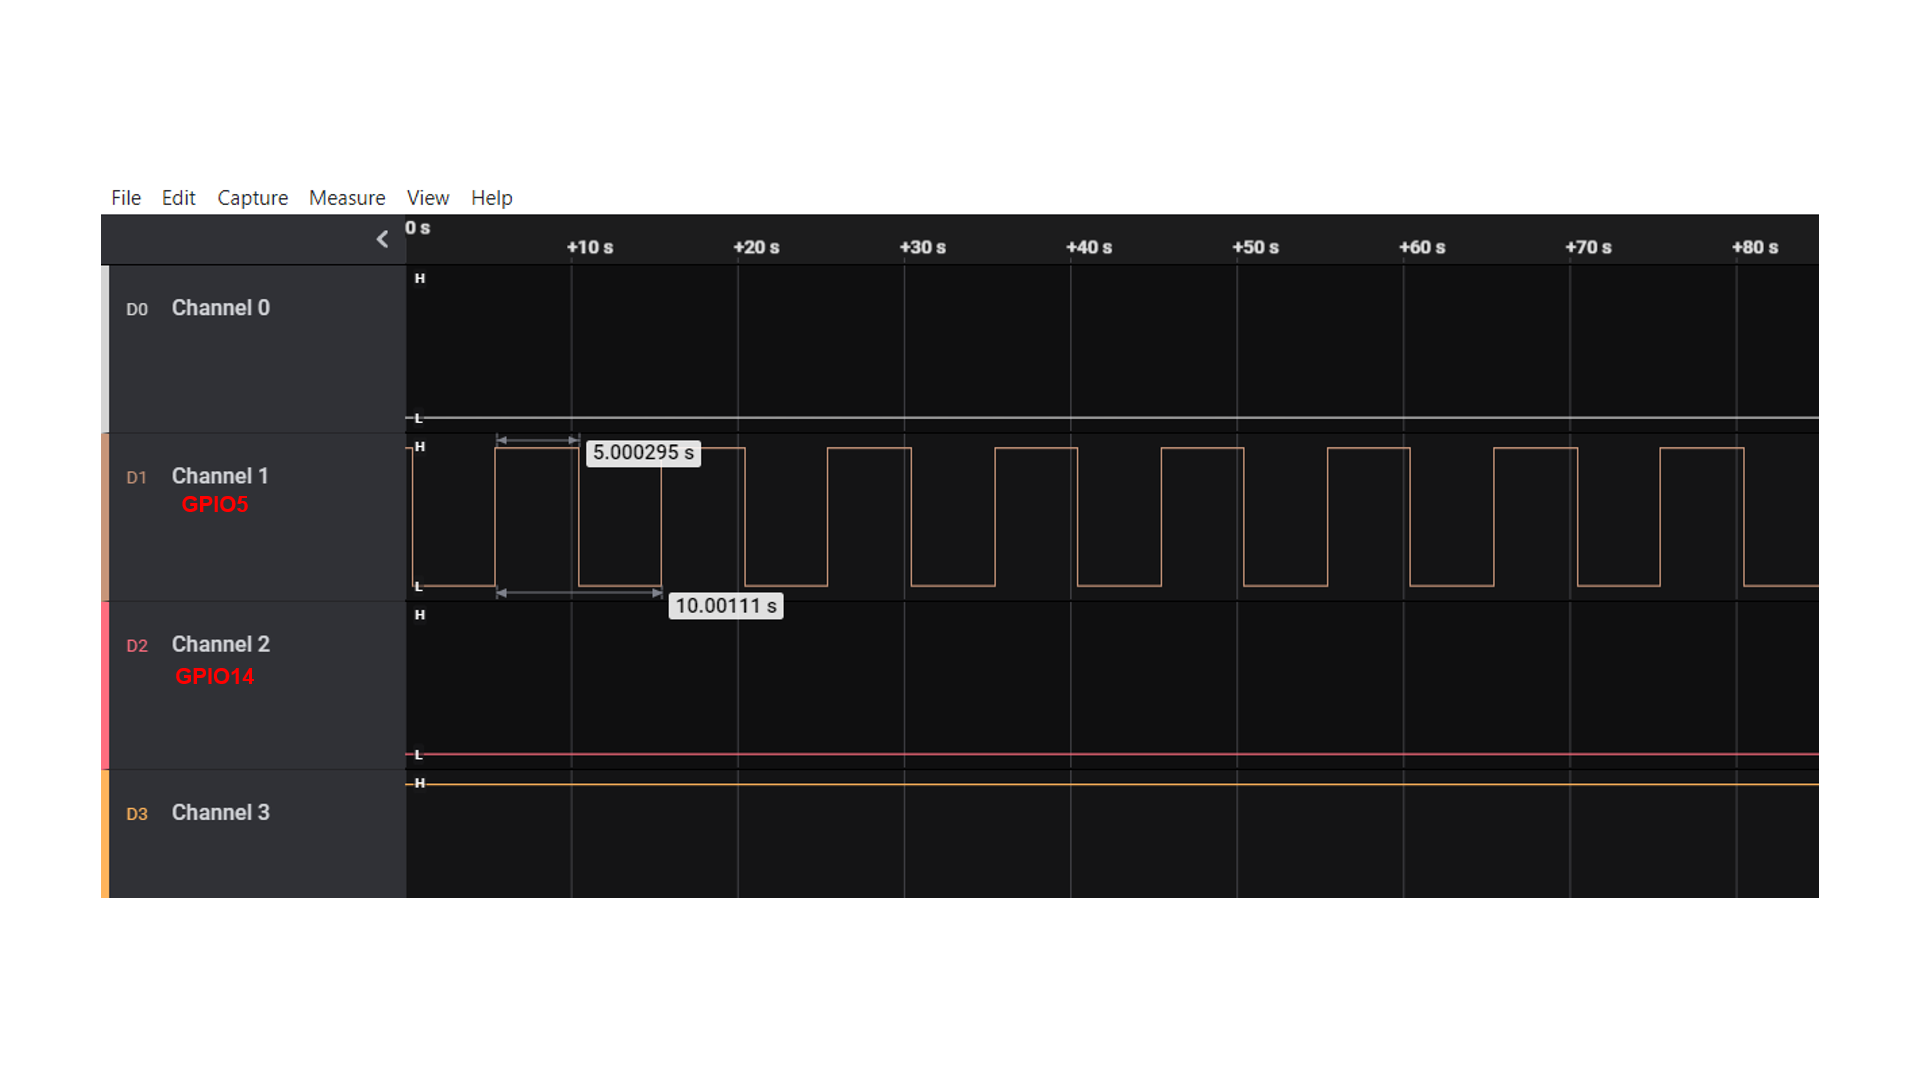 File Edit Capture Measure View Help
0 s
+10 s +20 s +30 s +40 s +50 s +60 s +70 s +80 s
H
D0 Channel 0
L
H
5.000295 s
D1 Channel 1
GPIO5
L
10.00111 s
H
D2 Channel 2
GPIO14
L
H
D3 Channel 3